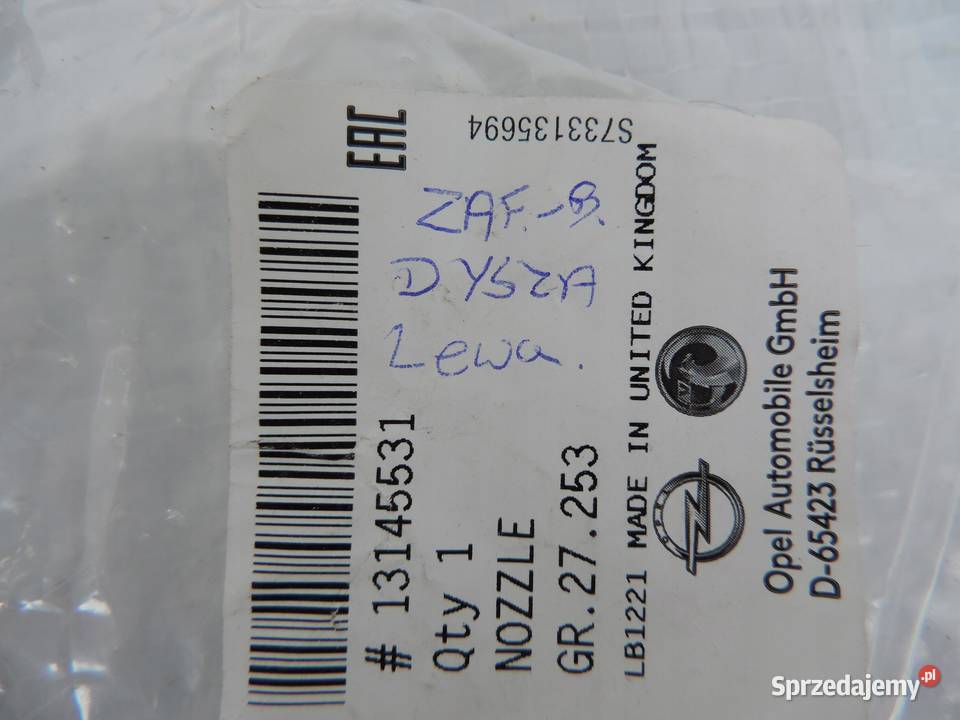 EAC
S733135694
ZAF.-B.
DYSZA
Lewa.
# 13145531
Qty 1
NOZZLE
GR.27.253
LB1221 MADE IN UNITED KINGDOM
Opel Automobile GmbH
D-65423 Rüsselsheim
Sprzedajemy.pl